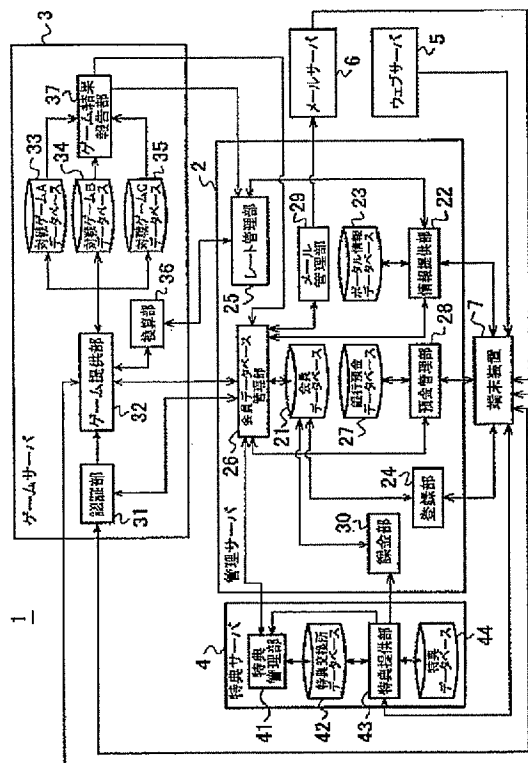 1
ゲームサーバ
3
認証部
31
ゲーム提供部
32
換算部
36
対戦ゲームA
データベース
33
対戦ゲームB
データベース
34
対戦ゲームC
データベース
35
ゲーム結果
報告部
37
管理サーバ
2
会員データベース
管理部
26
レート管理部
25
会員
データベース
21
メール
管理部
29
銀行預金
データベース
27
ポータル情報
データベース
23
預金管理部
28
情報提供部
22
登録部
24
課金部
30
特典サーバ
4
特典
管理部
41
特典交換所
データベース
42
特典提供部
43
特典
データベース
44
メールサーバ
6
ウェブサーバ
5
端末装置
7